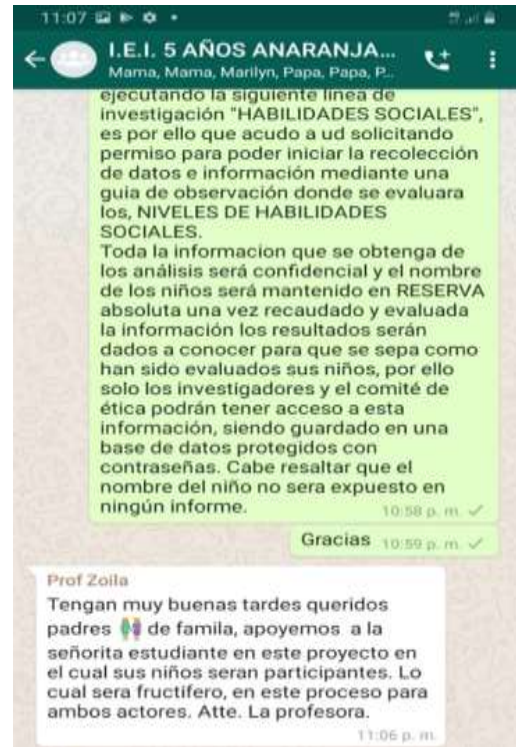 11:07
I.E.I. 5 AÑOS ANARANJA...
Mama, Mama, Marilyn, Papa, Papa, P...
ejecutando la siguiente linea de
investigación "HABILIDADES SOCIALES",
es por ello que acudo a ud solicitando
permiso para poder iniciar la recolección
de datos e información mediante una
guia de observación donde se evaluara
los, NIVELES DE HABILIDADES
SOCIALES.
Toda la informacion que se obtenga de
los análisis será confidencial y el nombre
de los niños será mantenido en RESERVA
absoluta una vez recaudado y evaluada
la información los resultados serán
dados a conocer para que se sepa como
han sido evaluados sus niños, por ello
solo los investigadores y el comité de
ética podrán tener acceso a esta
información, siendo guardado en una
base de datos protegidos con
contraseñas. Cabe resaltar que el
nombre del niño no sera expuesto en
ningún informe.
10:58 p. m.
Gracias 10:59 p. m.
Prof Zoila
Tengan muy buenas tardes queridos
padres 👫 de famila, apoyemos a la
señorita estudiante en este proyecto en
el cual sus niños seran participantes. Lo
cual sera fructifero, en este proceso para
ambos actores. Atte. La profesora.
11:06 p. m.